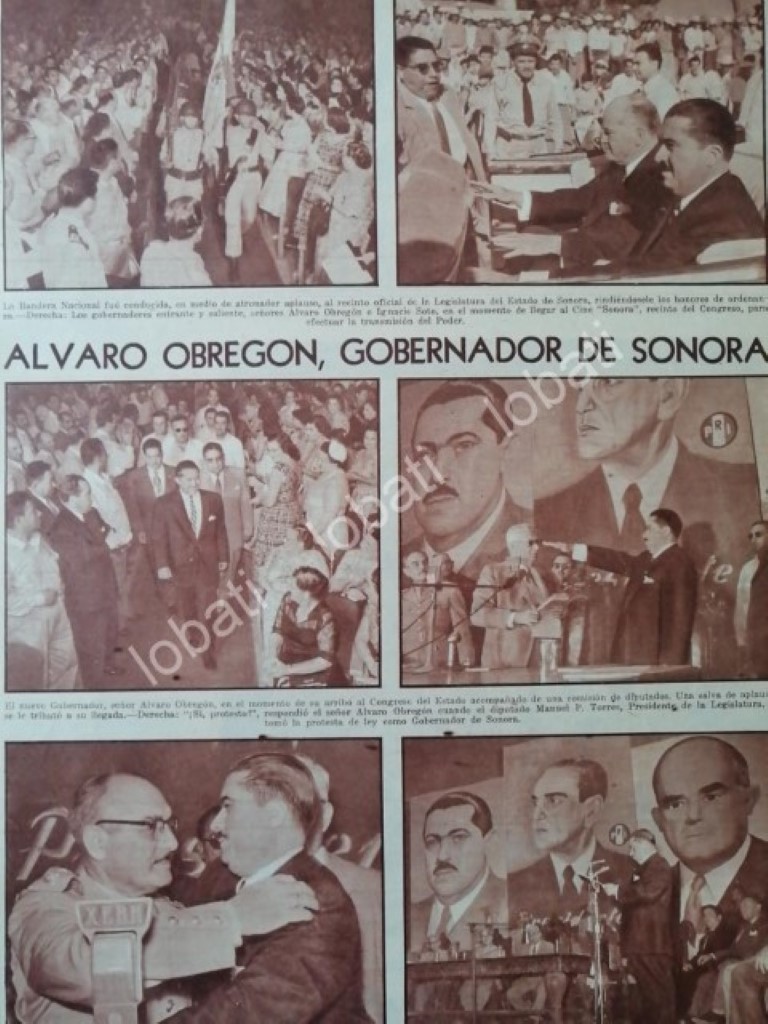 La Bandera Nacional fué conducida, en medio de atronador aplauso, al recinto oficial de la Legislatura del Estado de Sonora, rindiéndosele los honores de ordenan-
za.—Derecha: Los gobernadores entrante y saliente, señores Alvaro Obregón e Ignacio Soto, en el momento de llegar al Cine "Sonora", recinto del Congreso, para
efectuar la transmisión del Poder.
ALVARO OBREGON, GOBERNADOR DE SONORA
PRI
El nuevo Gobernador, señor Alvaro Obregón, en el momento de su arribo al Congreso del Estado acompañado de una comisión de diputados. Una salva de aplausos
se le tributó a su llegada.—Derecha: "¡Sí, protesto!", respondió el señor Alvaro Obregón cuando el diputado Manuel P. Torres, Presidente de la Legislatura,
tomó la protesta de ley como Gobernador de Sonora.
lobati
lobati
lobati
lobati